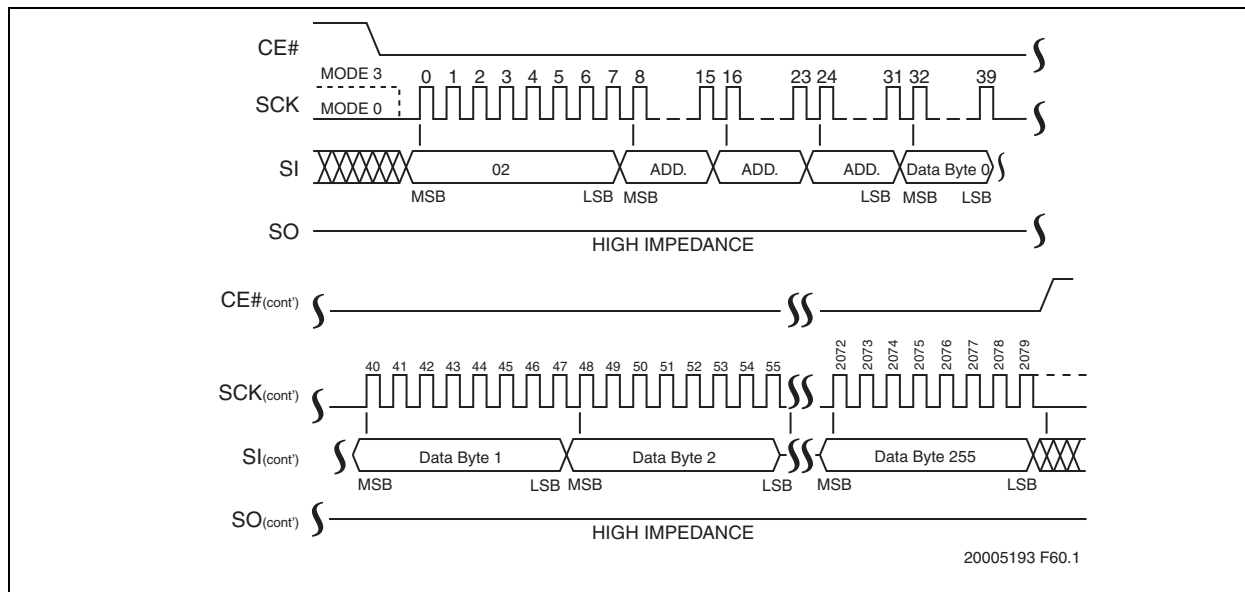 CE#
MODE 3
0 1 2 3 4 5 6 7 8 15 16 23 24 31 32 39
SCK
MODE 0
SI
02 ADD. ADD. ADD. Data Byte 0
MSB LSB MSB LSB MSB LSB
SO
HIGH IMPEDANCE
CE#(cont')
40 41 42 43 44 45 46 47 48 49 50 51 52 53 54 55 2072 2073 2074 2075 2076 2077 2078 2079
SCK(cont')
SI(cont')
Data Byte 1 Data Byte 2 Data Byte 255
MSB LSB MSB LSB MSB LSB
SO(cont')
HIGH IMPEDANCE
20005193 F60.1